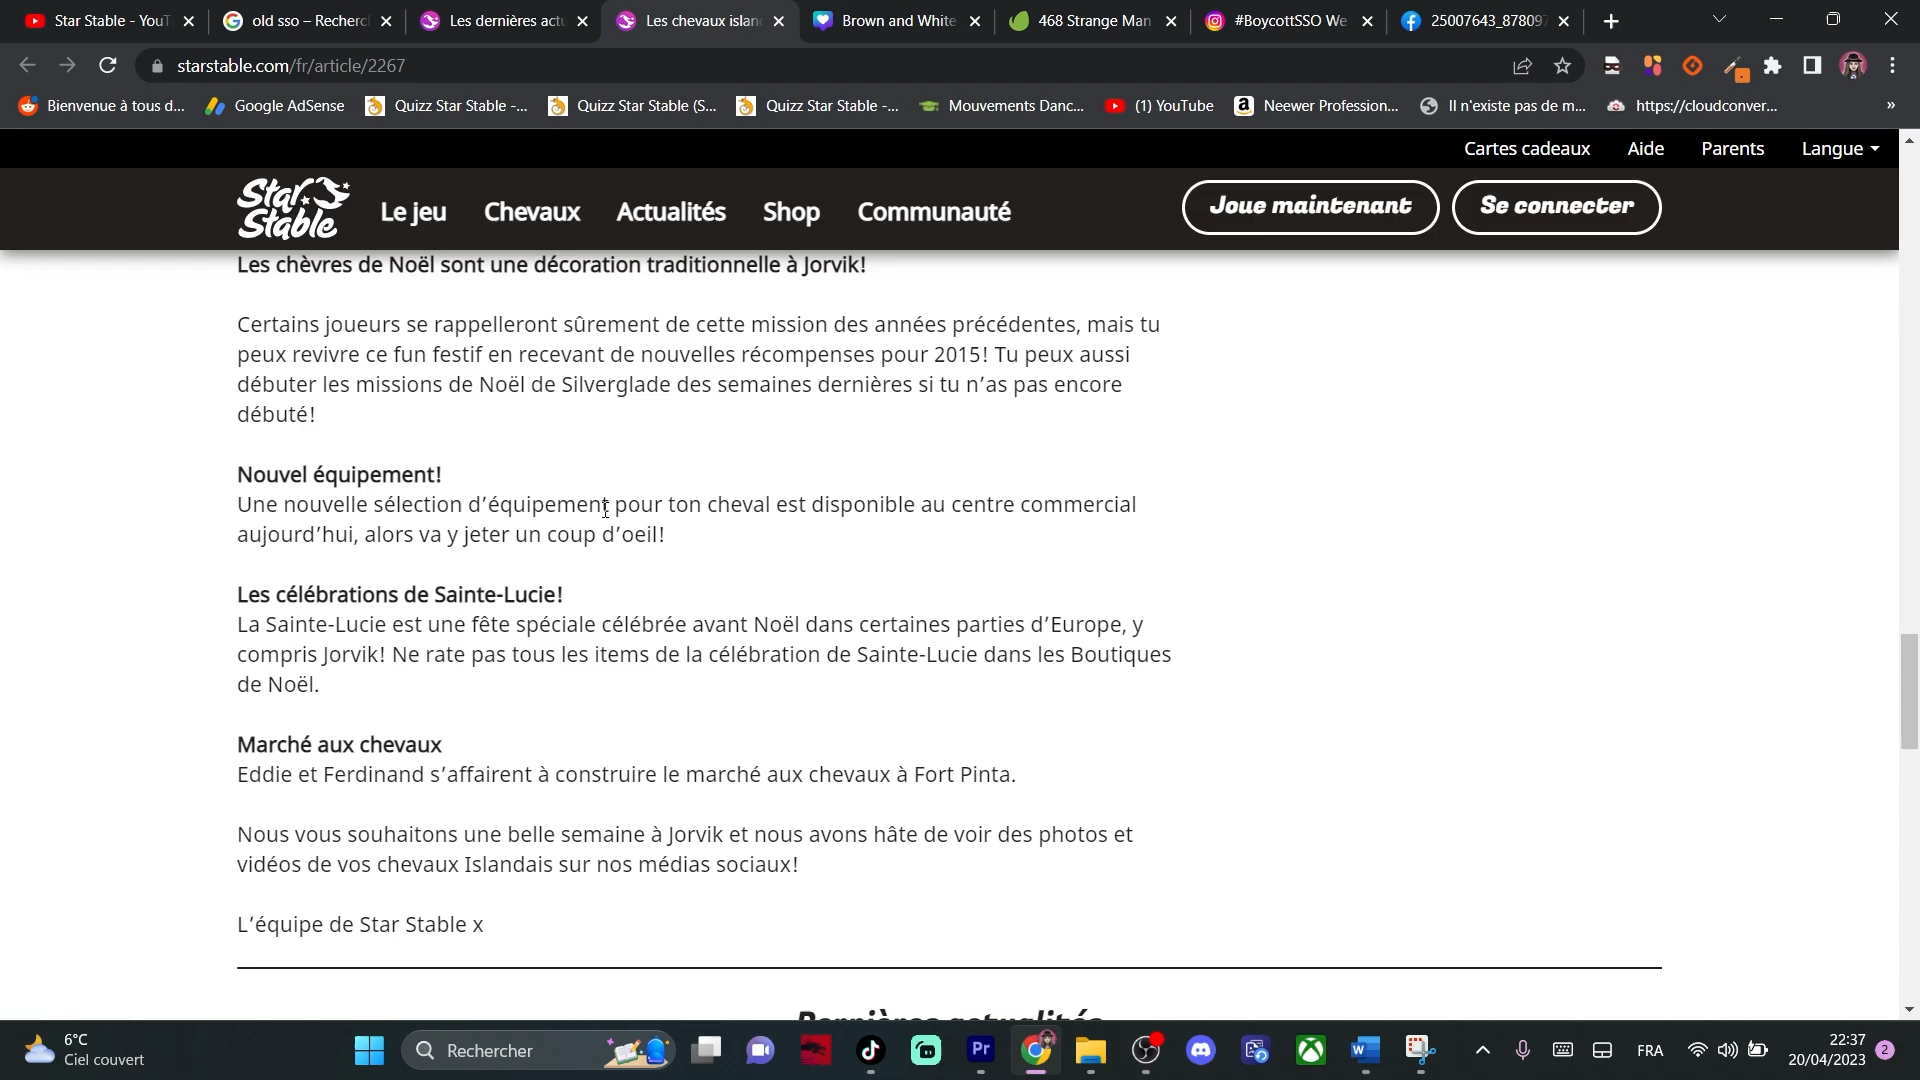 Star Stable - YouT
old sso – Recherc
Les dernières actu
Les chevaux islan
Brown and White
468 Strange Man
#BoycottSSO We
25007643_878097
starstable.com/fr/article/2267
Bienvenue à tous d...
Google AdSense
Quizz Star Stable -...
Quizz Star Stable (S...
Quizz Star Stable -...
Mouvements Danc...
(1) YouTube
Neewer Profession...
Il n'existe pas de m...
https://cloudconver...
»
Cartes cadeaux
Aide
Parents
Langue
Star Stable
Le jeu
Chevaux
Actualités
Shop
Communauté
Joue maintenant
Se connecter
Les chèvres de Noël sont une décoration traditionnelle à Jorvik!
Certains joueurs se rappelleront sûrement de cette mission des années précédentes, mais tu
peux revivre ce fun festif en recevant de nouvelles récompenses pour 2015! Tu peux aussi
débuter les missions de Noël de Silverglade des semaines dernières si tu n’as pas encore
débuté!
Nouvel équipement!
Une nouvelle sélection d’équipement pour ton cheval est disponible au centre commercial
aujourd’hui, alors va y jeter un coup d’oeil!
Les célébrations de Sainte-Lucie!
La Sainte-Lucie est une fête spéciale célébrée avant Noël dans certaines parties d’Europe, y
compris Jorvik! Ne rate pas tous les items de la célébration de Sainte-Lucie dans les Boutiques
de Noël.
Marché aux chevaux
Eddie et Ferdinand s’affairent à construire le marché aux chevaux à Fort Pinta.
Nous vous souhaitons une belle semaine à Jorvik et nous avons hâte de voir des photos et
vidéos de vos chevaux Islandais sur nos médias sociaux!
L’équipe de Star Stable x
Dernières actualités
6°C
Ciel couvert
Rechercher
Pr
FRA
22:37
20/04/2023
2